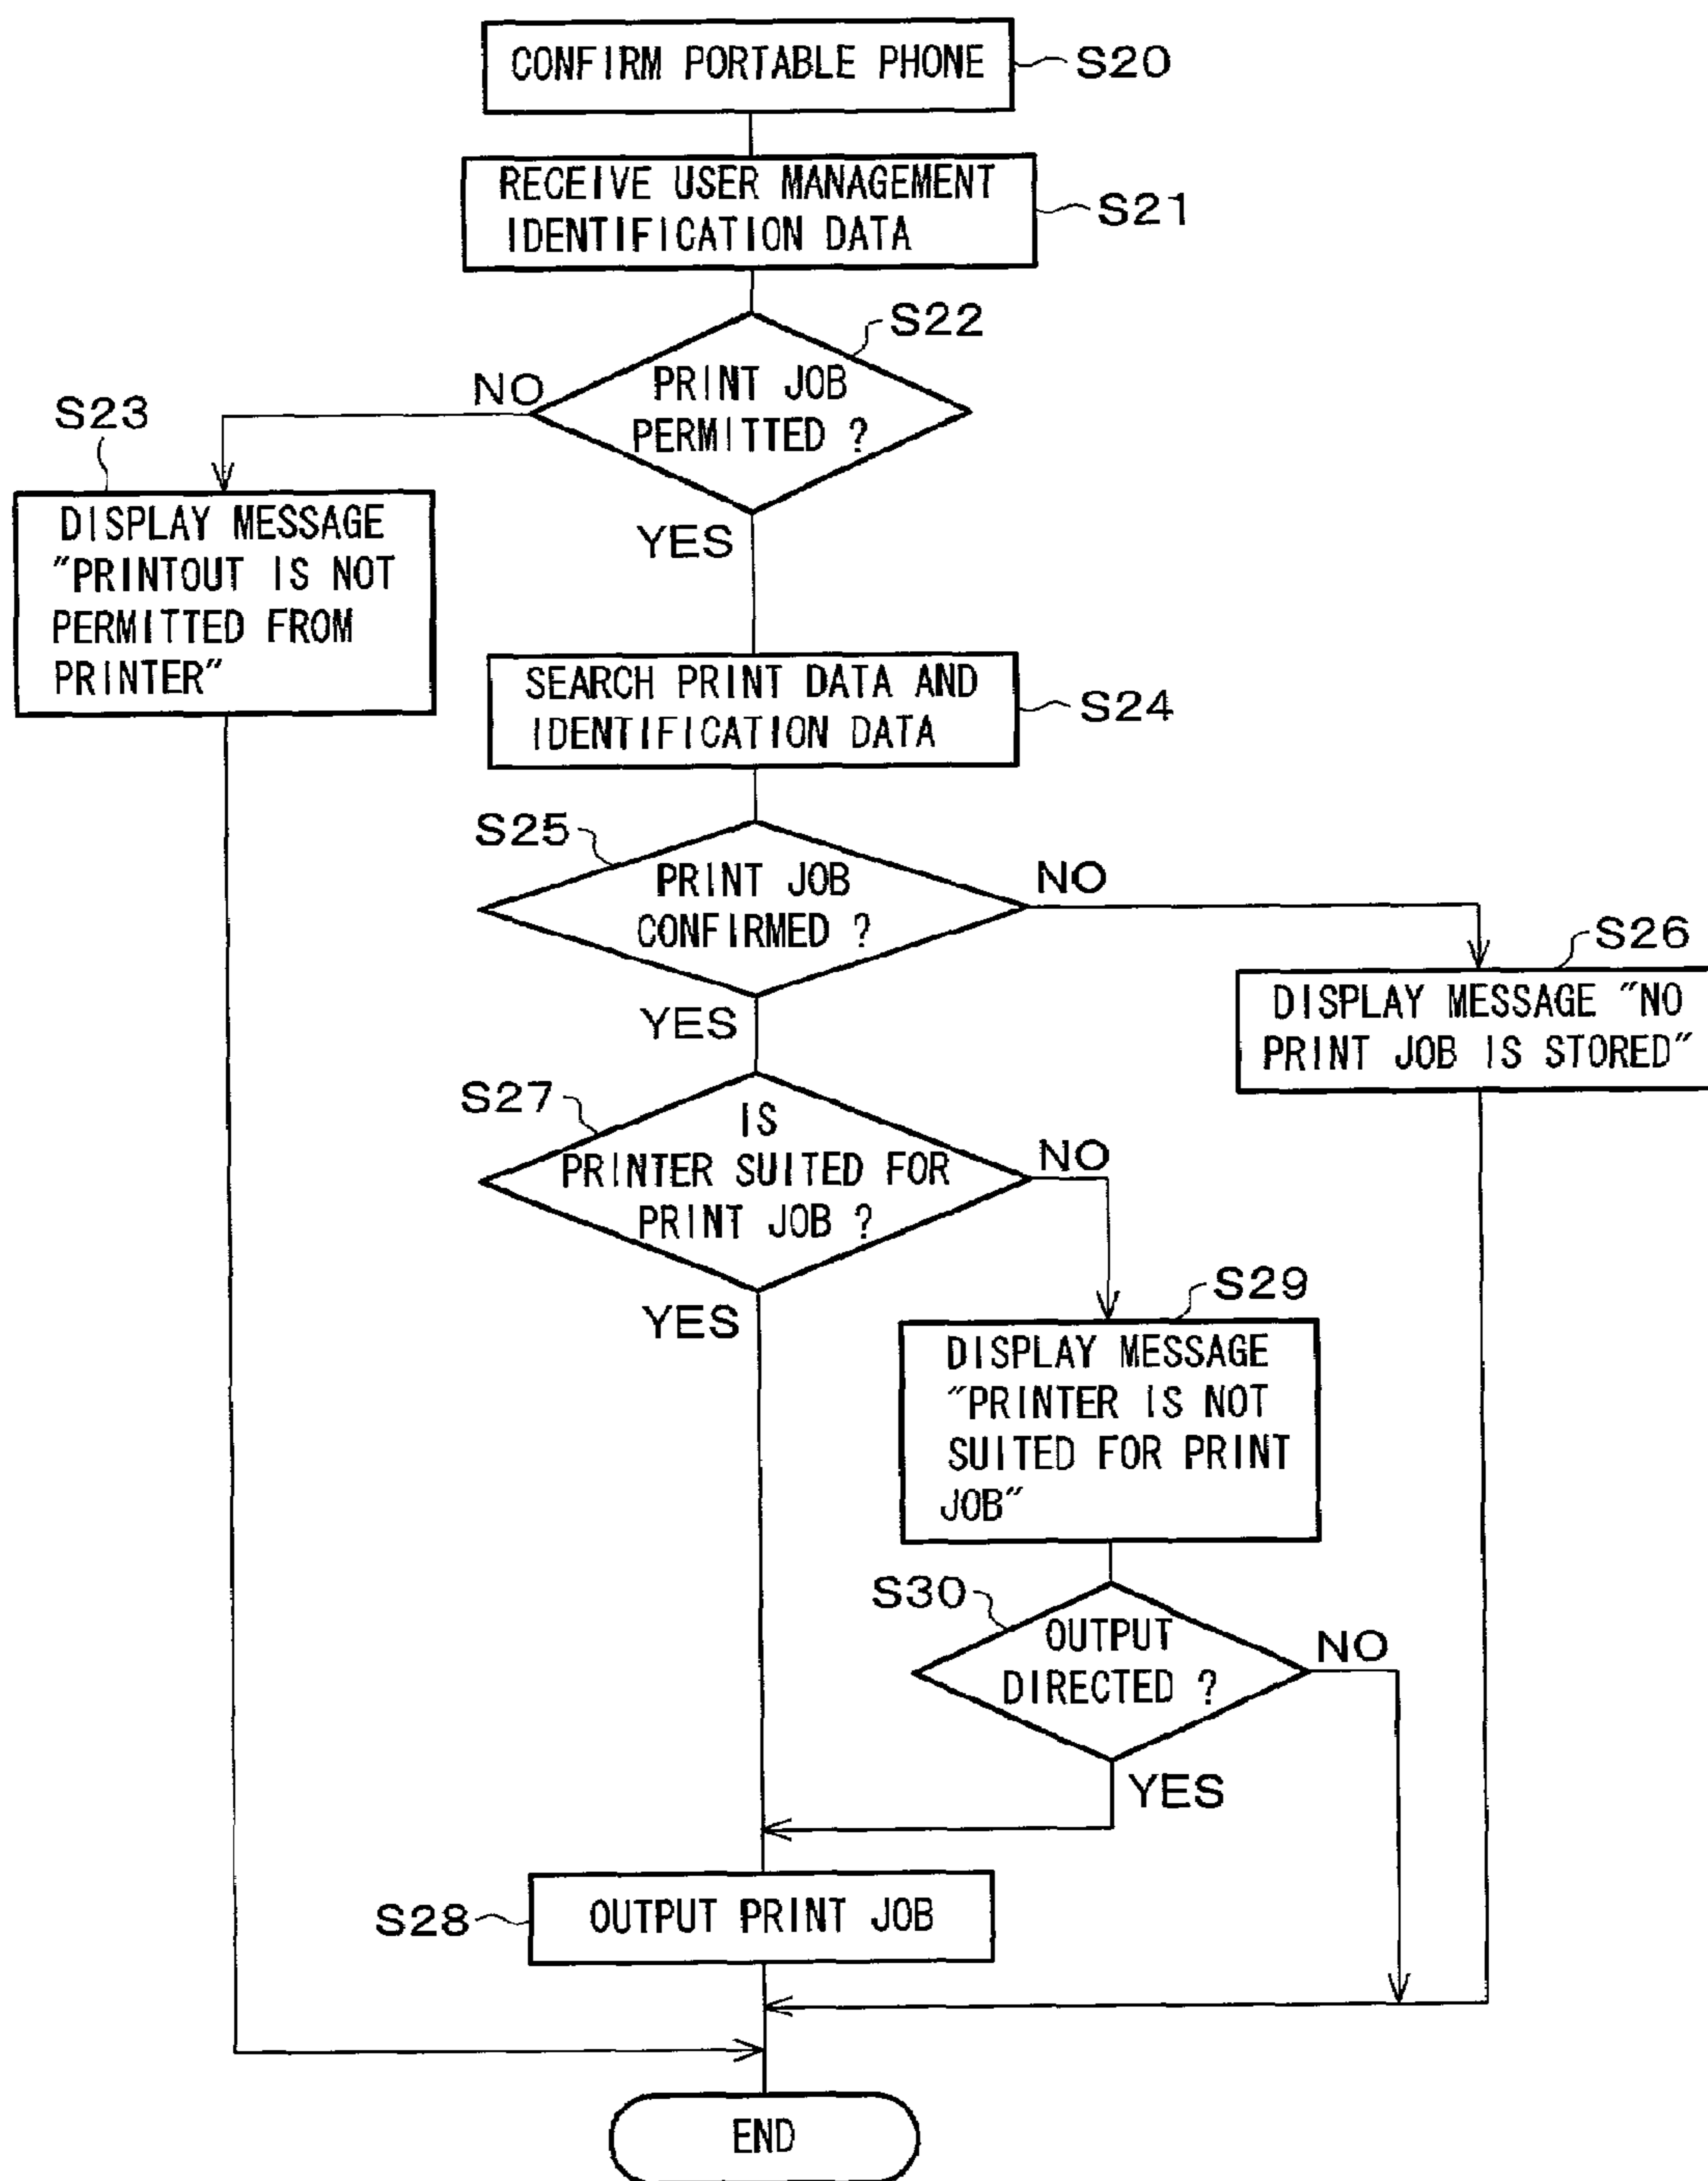 CONFIRM PORTABLE PHONE
S20
RECEIVE USER MANAGEMENT
IDENTIFICATION DATA
S21
S22
PRINT JOB
PERMITTED ?
NO
YES
S23
DISPLAY MESSAGE
"PRINTOUT IS NOT
PERMITTED FROM
PRINTER"
SEARCH PRINT DATA AND
IDENTIFICATION DATA
S24
S25
PRINT JOB
CONFIRMED ?
NO
YES
S26
DISPLAY MESSAGE "NO
PRINT JOB IS STORED"
S27
IS
PRINTER SUITED FOR
PRINT JOB ?
NO
YES
S29
DISPLAY MESSAGE
"PRINTER IS NOT
SUITED FOR PRINT
JOB"
S30
OUTPUT
DIRECTED ?
NO
YES
S28
OUTPUT PRINT JOB
END